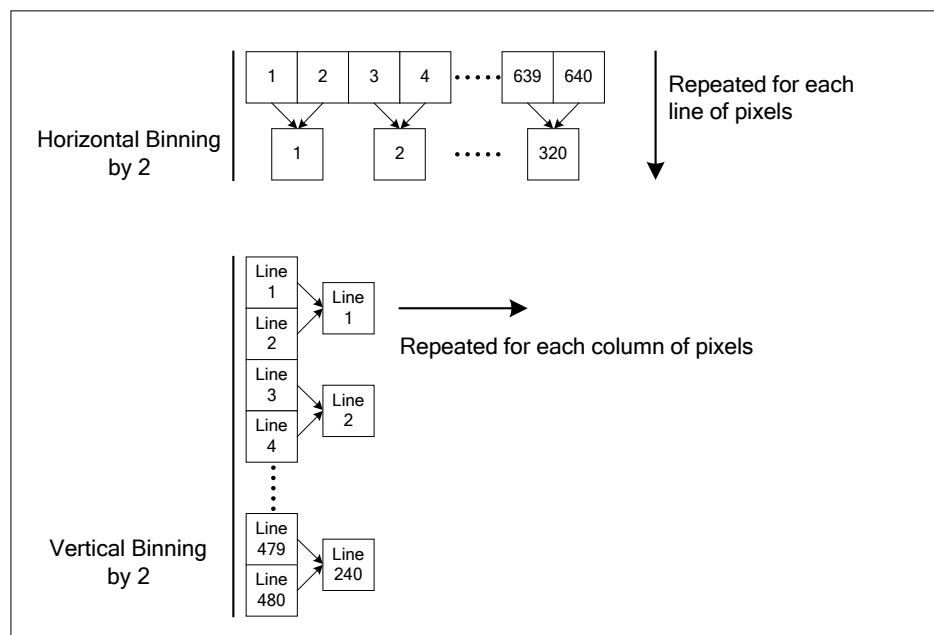 1 2 3 4 ..... 639 640
Repeated for each
line of pixels
Horizontal Binning
by 2
1 2 ..... 320
Line
1
Line
2
Line
3
Line
4
Line
479
Line
480
Line
1
Line
2
Line
240
Repeated for each column of pixels
Vertical Binning
by 2